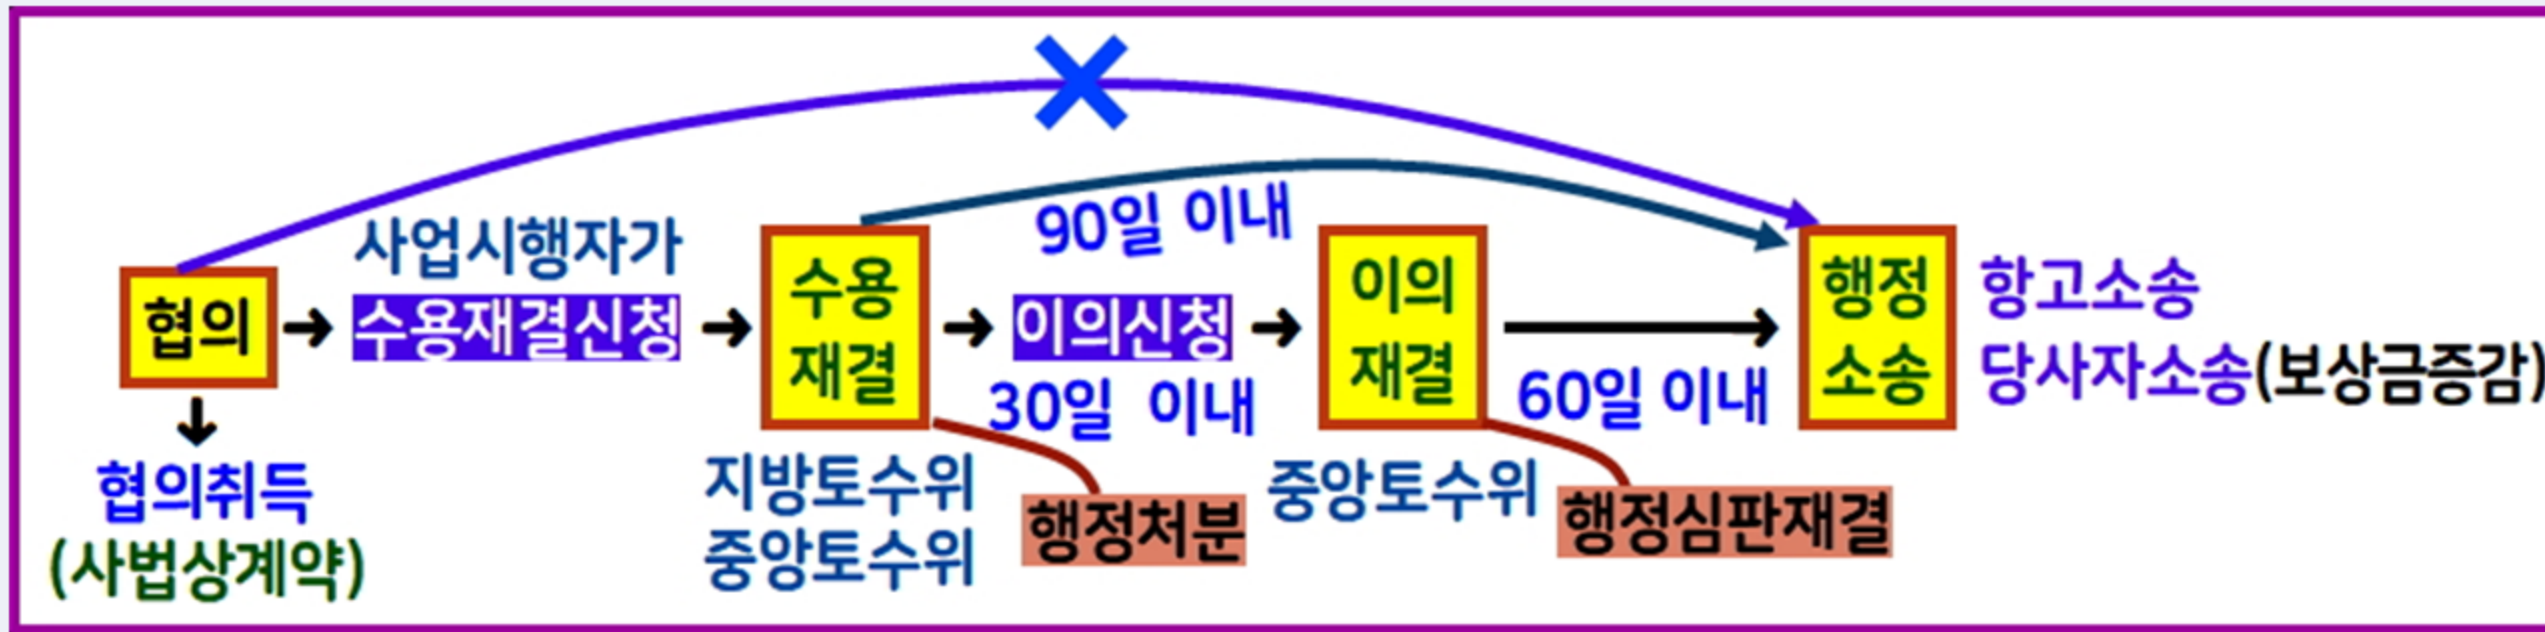 협의
협의취득
(사법상계약)
사업시행자가
수용재결신청
수용
재결
지방토수위
중앙토수위
행정처분
90일 이내
이의신청
30일 이내
이의
재결
중앙토수위
행정심판재결
60일 이내
행정
소송
항고소송
당사자소송(보상금증감)